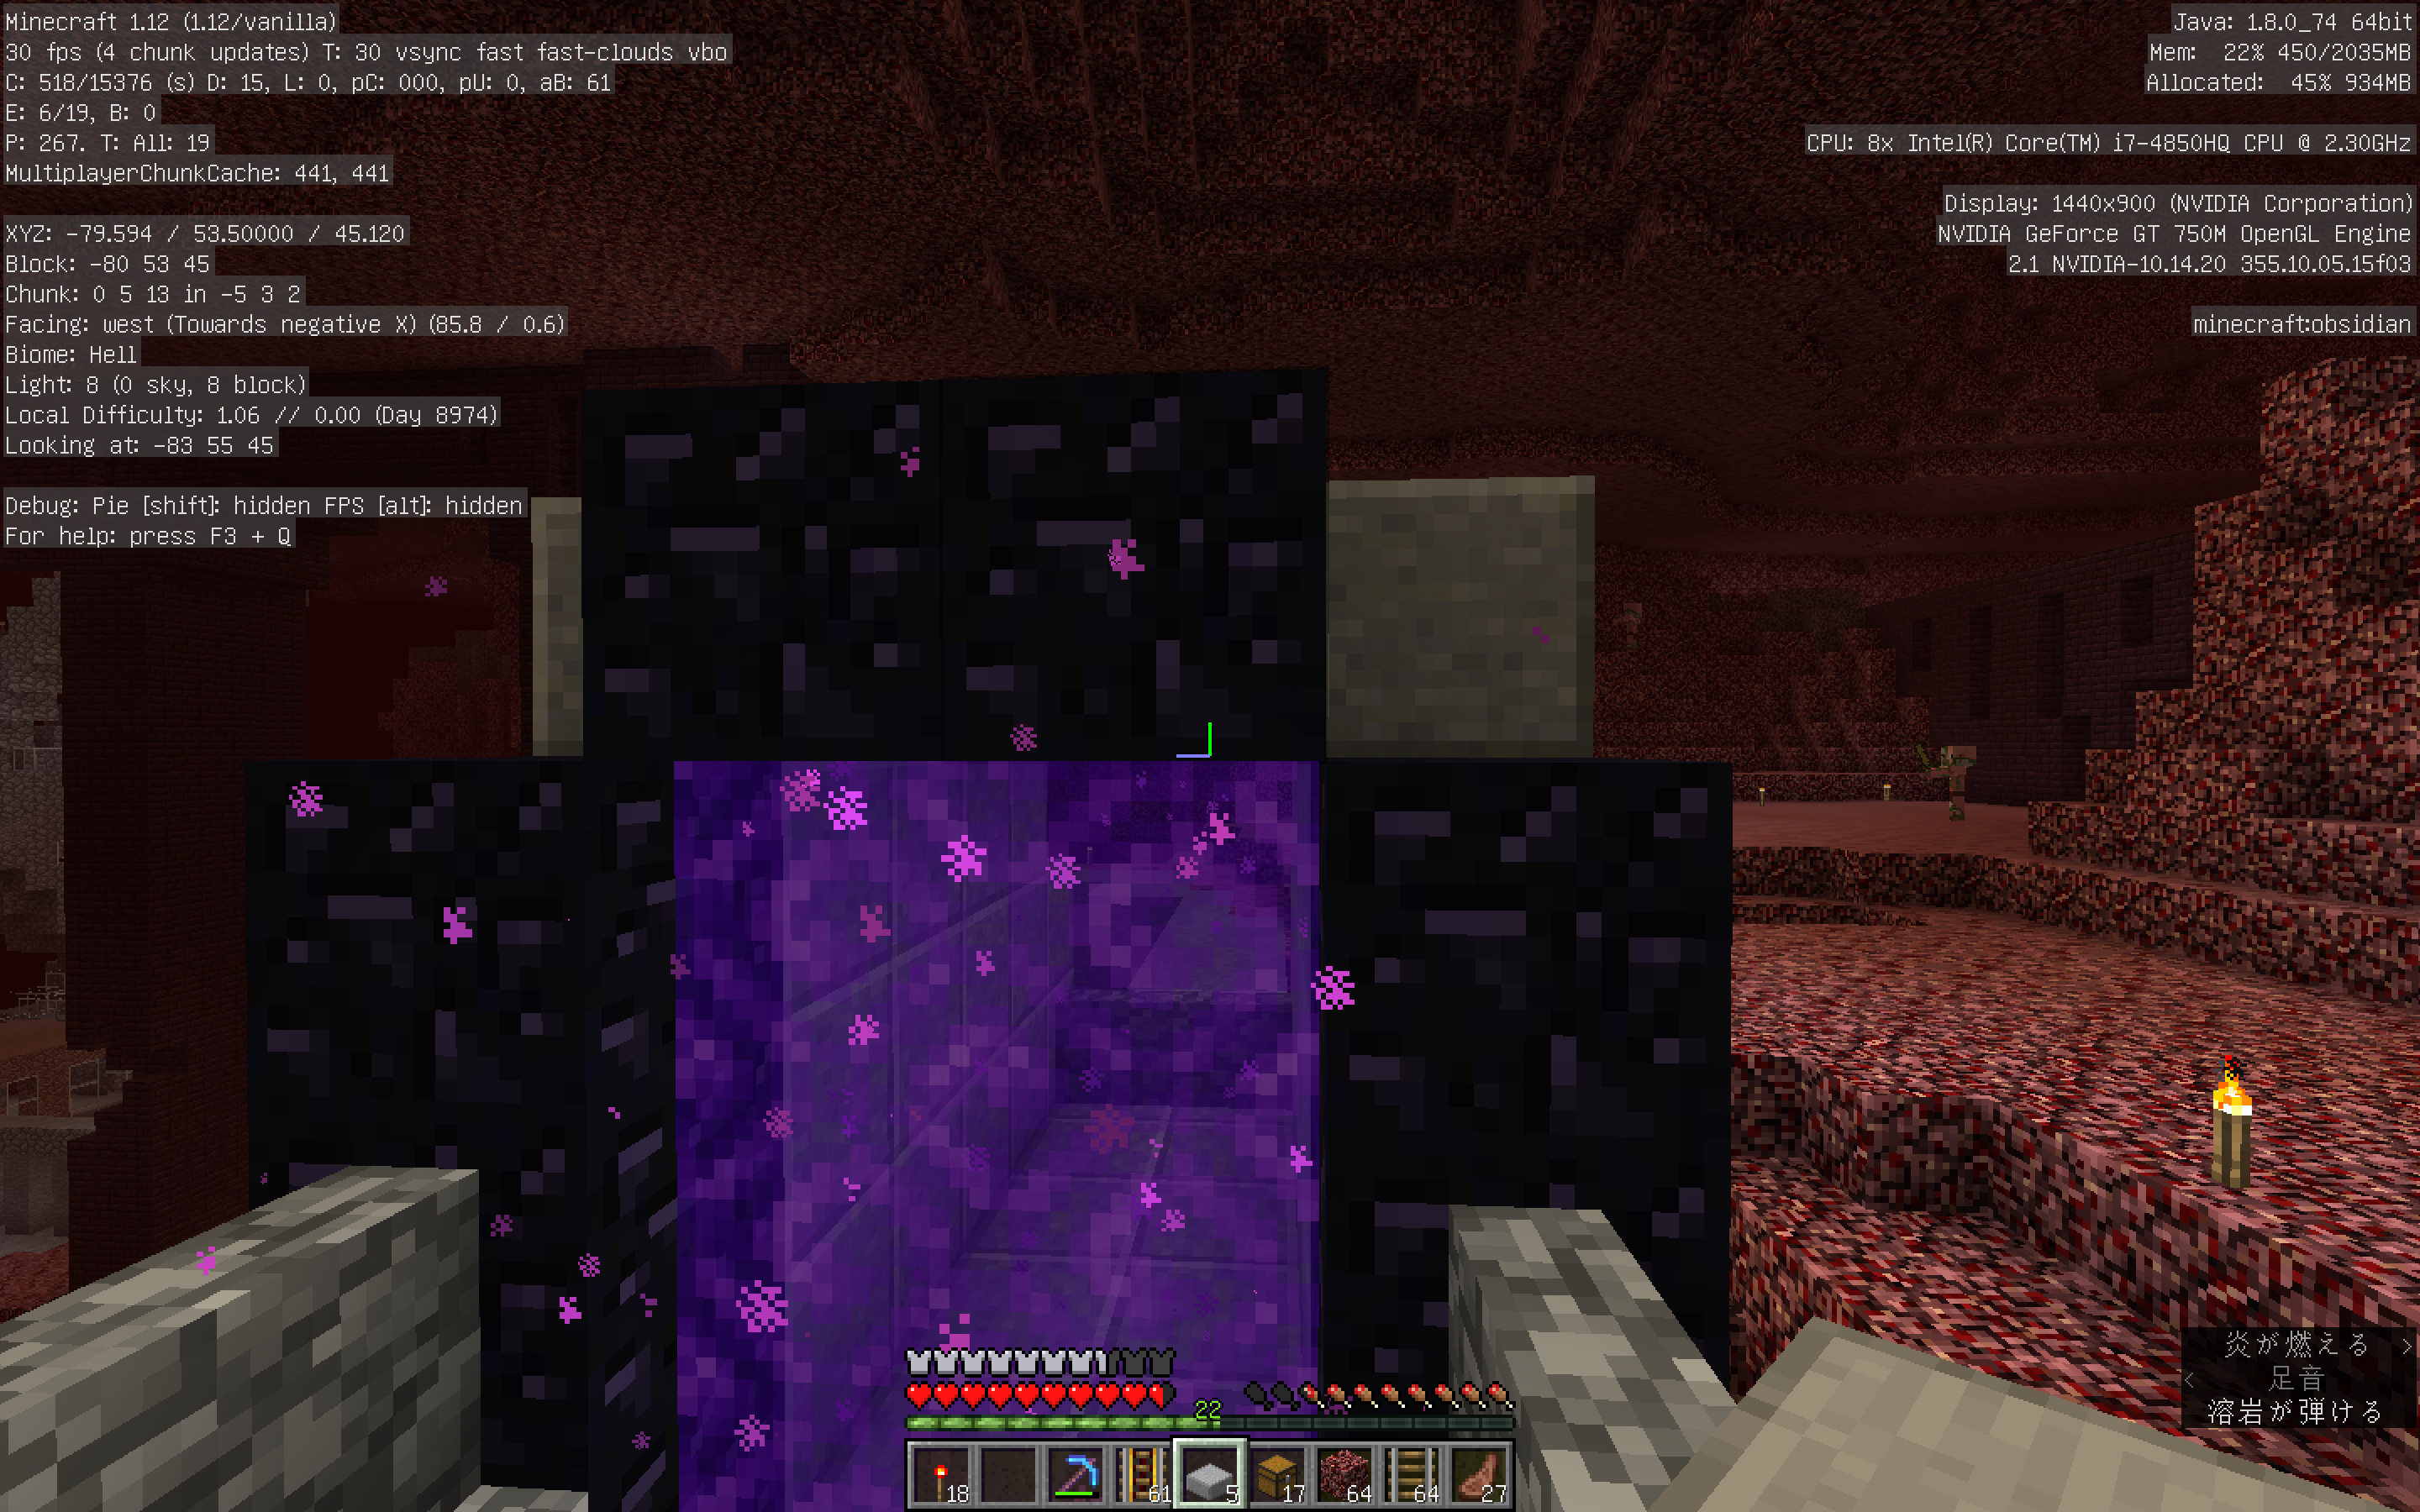 Minecraft 1.12 (1.12/vanilla)
30 fps (4 chunk updates) T: 30 vsync fast fast-clouds vbo
C: 518/15376 (s) D: 15, L: 0, pC: 000, pU: 0, aB: 61
E: 6/19, B: 0
P: 267. T: All: 19
MultiplayerChunkCache: 441, 441
XYZ: -79.594 / 53.50000 / 45.120
Block: -80 53 45
Chunk: 0 5 13 in -5 3 2
Facing: west (Towards negative X) (85.8 / 0.6)
Biome: Hell
Light: 8 (0 sky, 8 block)
Local Difficulty: 1.06 // 0.00 (Day 8974)
Looking at: -83 55 45
Debug: Pie [shift]: hidden FPS [alt]: hidden
For help: press F3 + Q
Java: 1.8.0_74 64bit
Mem: 22% 450/2035MB
Allocated: 45% 934MB
CPU: 8x Intel(R) Core(TM) i7-4850HQ CPU @ 2.30GHz
Display: 1440x900 (NVIDIA Corporation)
NVIDIA GeForce GT 750M OpenGL Engine
2.1 NVIDIA-10.14.20 355.10.05.15f03
minecraft:obsidian
炎が燃える >
< 足音
溶岩が弾ける
22
18 61 5 17 64 64 27